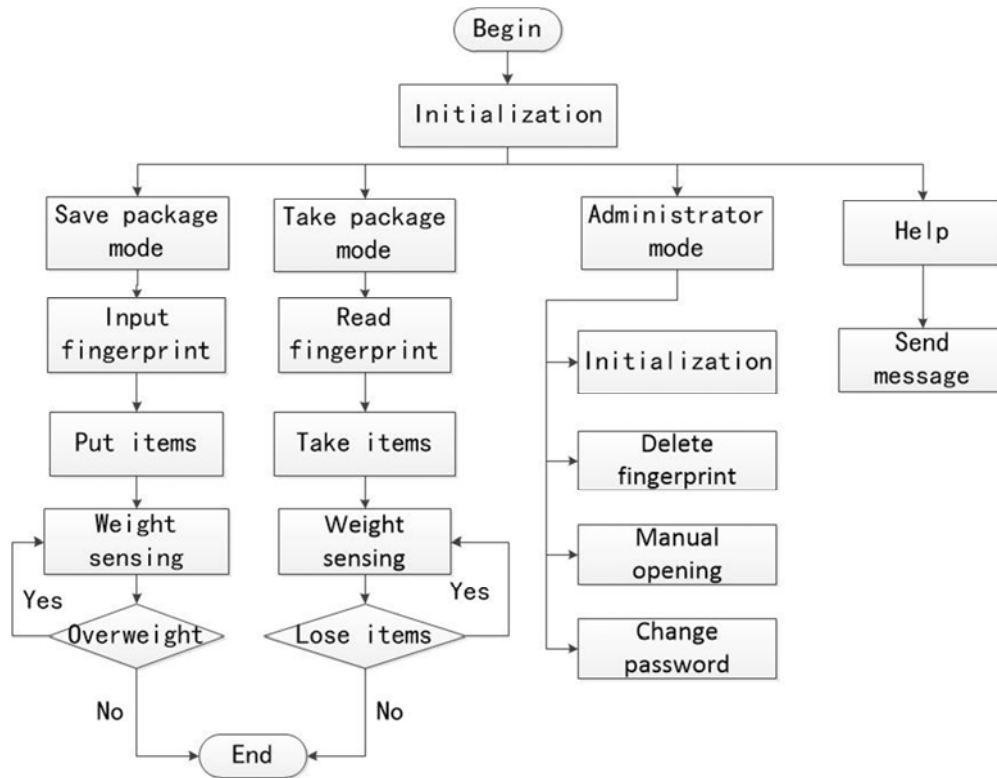 Begin
Initialization
Save package
mode
Take package
mode
Administrator
mode
Help
Input
fingerprint
Read
fingerprint
Initialization
Send
message
Put items
Take items
Delete
fingerprint
Weight
sensing
Weight
sensing
Manual
opening
Yes
Yes
Overweight
Lose items
Change
password
No
No
End